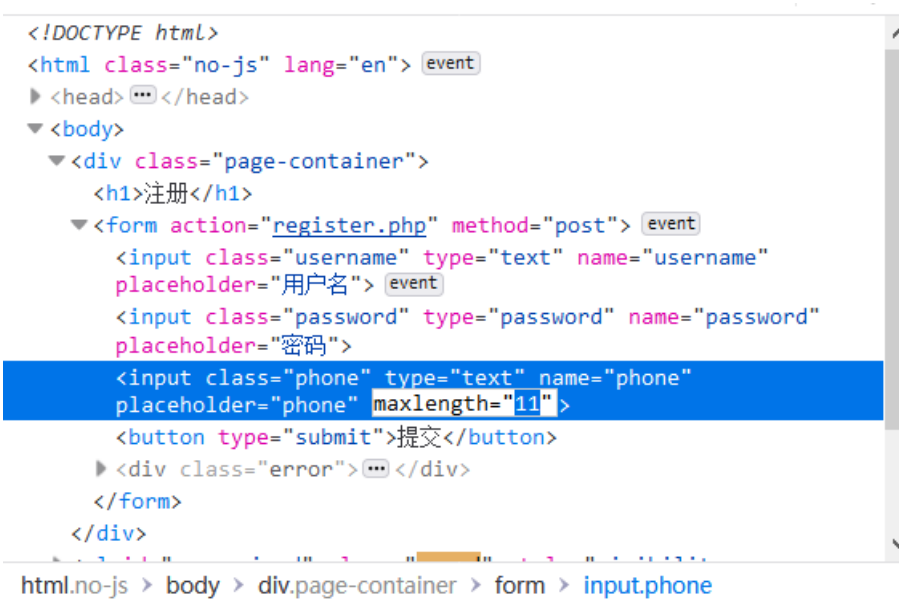 <!DOCTYPE html>
<html class="no-js" lang="en"> event
<head> ••• </head>
<body>
<div class="page-container">
<h1>注册</h1>
<form action="register.php" method="post"> event
<input class="username" type="text" name="username"
placeholder="用户名"> event
<input class="password" type="password" name="password"
placeholder="密码">
<input class="phone" type="text" name="phone"
placeholder="phone" maxlength="11">
<button type="submit">提交</button>
<div class="error"> ••• </div>
</form>
</div>
html.no-js > body > div.page-container > form > input.phone